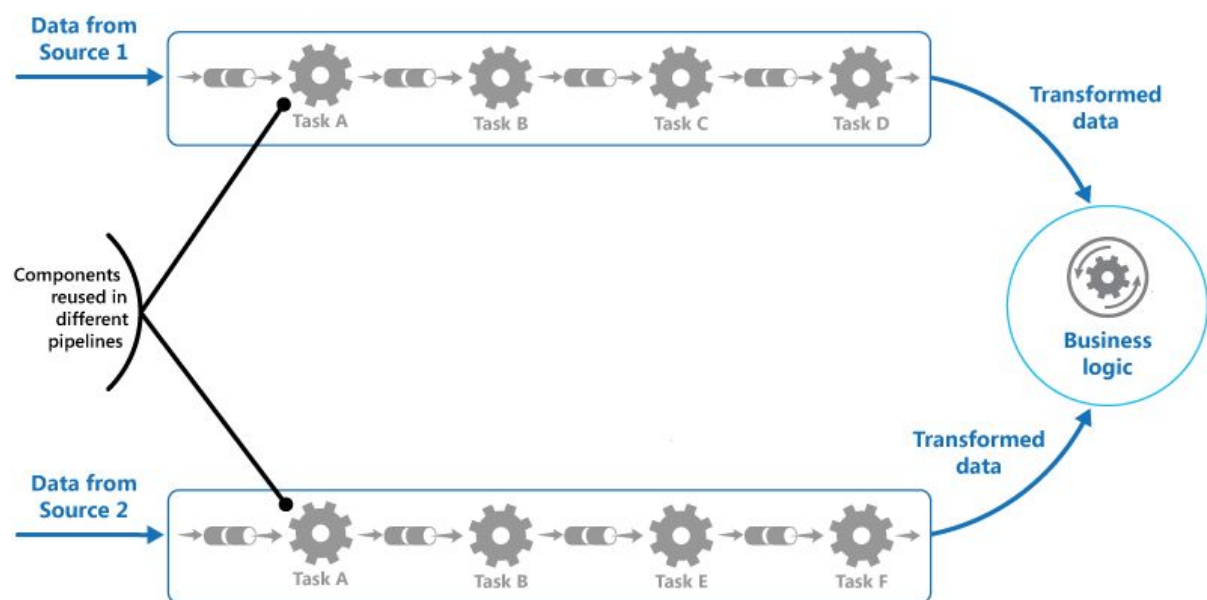 Data from
Source 1
Task A
Task B
Task C
Task D
Transformed
data
Components
reused in
different
pipelines
Business
logic
Transformed
data
Data from
Source 2
Task A
Task B
Task E
Task F